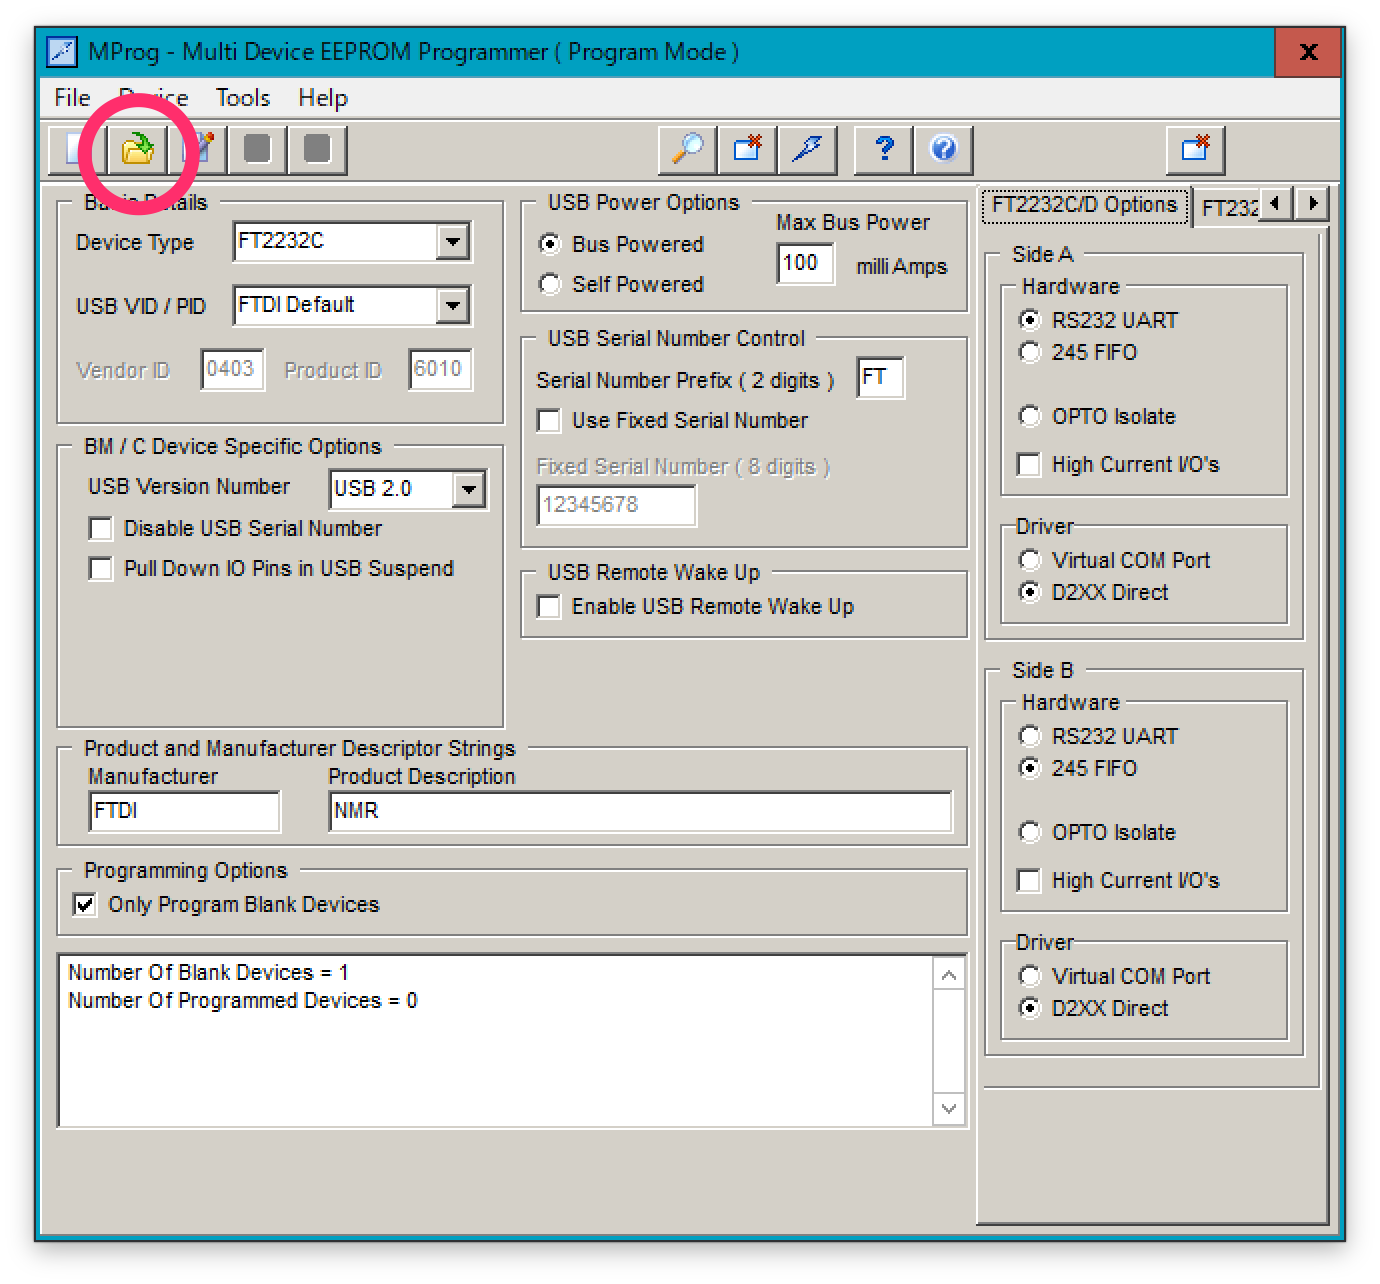 MProg - Multi Device EEPROM Programmer ( Program Mode )
x
File Device Tools Help
Basic Details
Device Type
FT2232C
USB VID / PID
FTDI Default
Vendor ID
0403
Product ID
6010
BM / C Device Specific Options
USB Version Number
USB 2.0
Disable USB Serial Number
Pull Down IO Pins in USB Suspend
USB Power Options
Bus Powered
Self Powered
Max Bus Power
100
milli Amps
USB Serial Number Control
Serial Number Prefix ( 2 digits )
FT
Use Fixed Serial Number
Fixed Serial Number ( 8 digits )
12345678
USB Remote Wake Up
Enable USB Remote Wake Up
Product and Manufacturer Descriptor Strings
Manufacturer
FTDI
Product Description
NMR
Programming Options
Only Program Blank Devices
Number Of Blank Devices = 1
Number Of Programmed Devices = 0
FT2232C/D Options
FT232
Side A
Hardware
RS232 UART
245 FIFO
OPTO Isolate
High Current I/O's
Driver
Virtual COM Port
D2XX Direct
Side B
Hardware
RS232 UART
245 FIFO
OPTO Isolate
High Current I/O's
Driver
Virtual COM Port
D2XX Direct